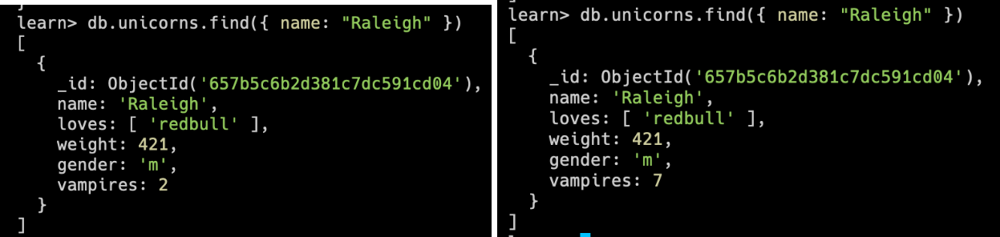 learn> db.unicorns.find({ name: "Raleigh" })
[
  {
    _id: ObjectId('657b5c6b2d381c7dc591cd04'),
    name: 'Raleigh',
    loves: [ 'redbull' ],
    weight: 421,
    gender: 'm',
    vampires: 2
  }
]
learn> db.unicorns.find({ name: "Raleigh" })
[
  {
    _id: ObjectId('657b5c6b2d381c7dc591cd04'),
    name: 'Raleigh',
    loves: [ 'redbull' ],
    weight: 421,
    gender: 'm',
    vampires: 7
  }
]